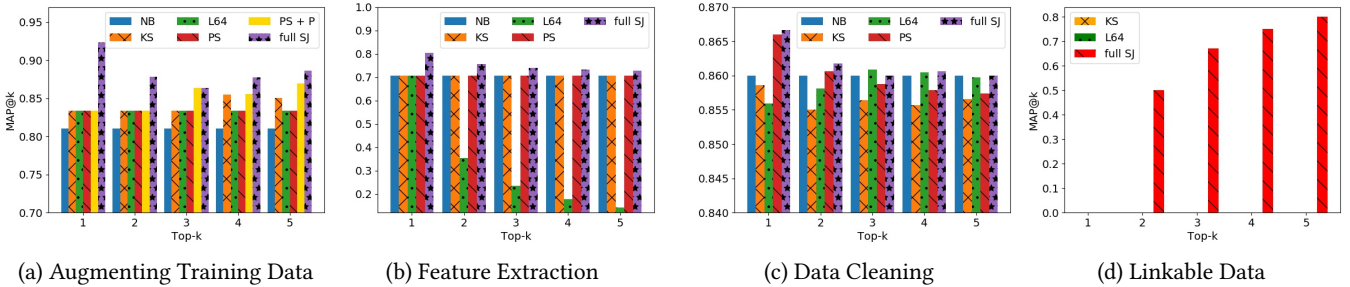 NB
L64
PS + P
KS
PS
full SJ
MAP@k
0.95
0.90
0.85
0.80
0.75
0.70
1
2
3
4
5
Top-k
(a) Augmenting Training Data
NB
L64
full SJ
KS
PS
1.0
0.9
0.8
0.7
0.6
0.5
0.4
0.3
0.2
1
2
3
4
5
Top-k
(b) Feature Extraction
NB
L64
full SJ
KS
PS
0.870
0.865
0.860
0.855
0.850
0.845
0.840
1
2
3
4
5
Top-k
(c) Data Cleaning
KS
L64
full SJ
MAP@k
0.8
0.7
0.6
0.5
0.4
0.3
0.2
0.1
0.0
1
2
3
4
5
Top-k
(d) Linkable Data